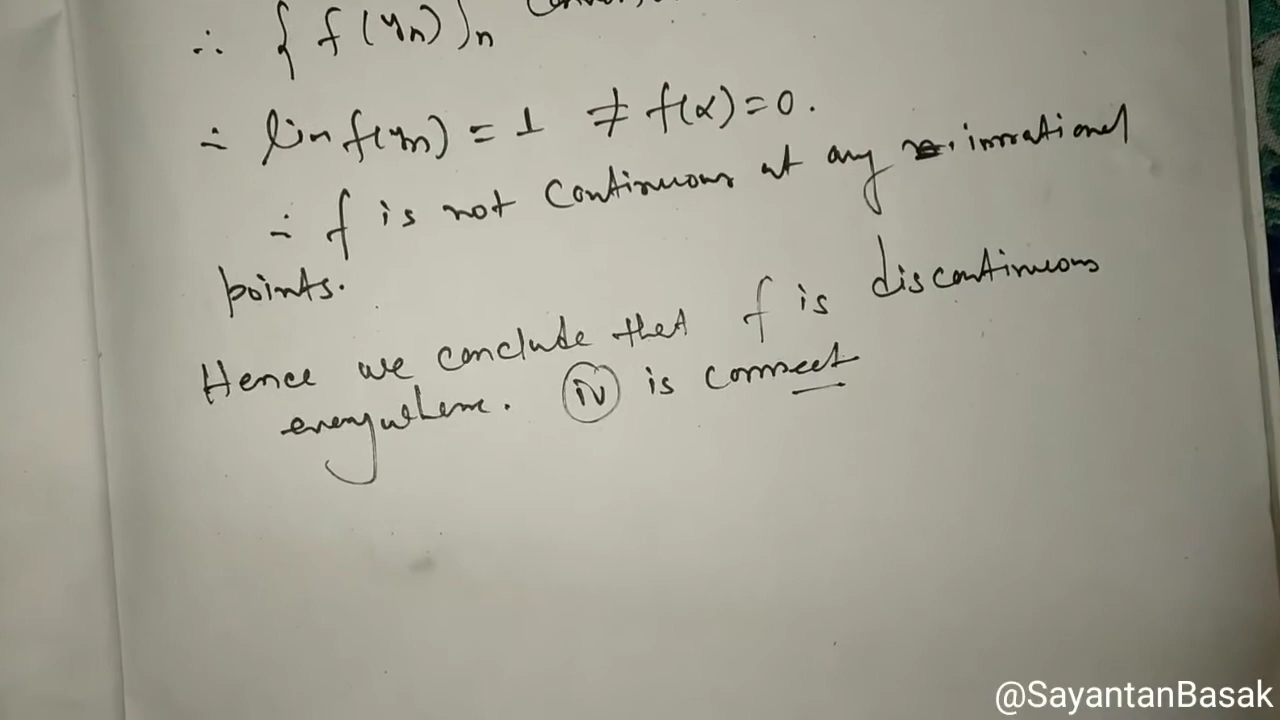 ∴ { f(yn) }n
∴ lim f(yn) = 1 ≠ f(α) = 0.
∴ f is not continuous at any irrational
points.
Hence we conclude that f is discontinuous
everywhere. (iv) is correct
@SayantanBasak